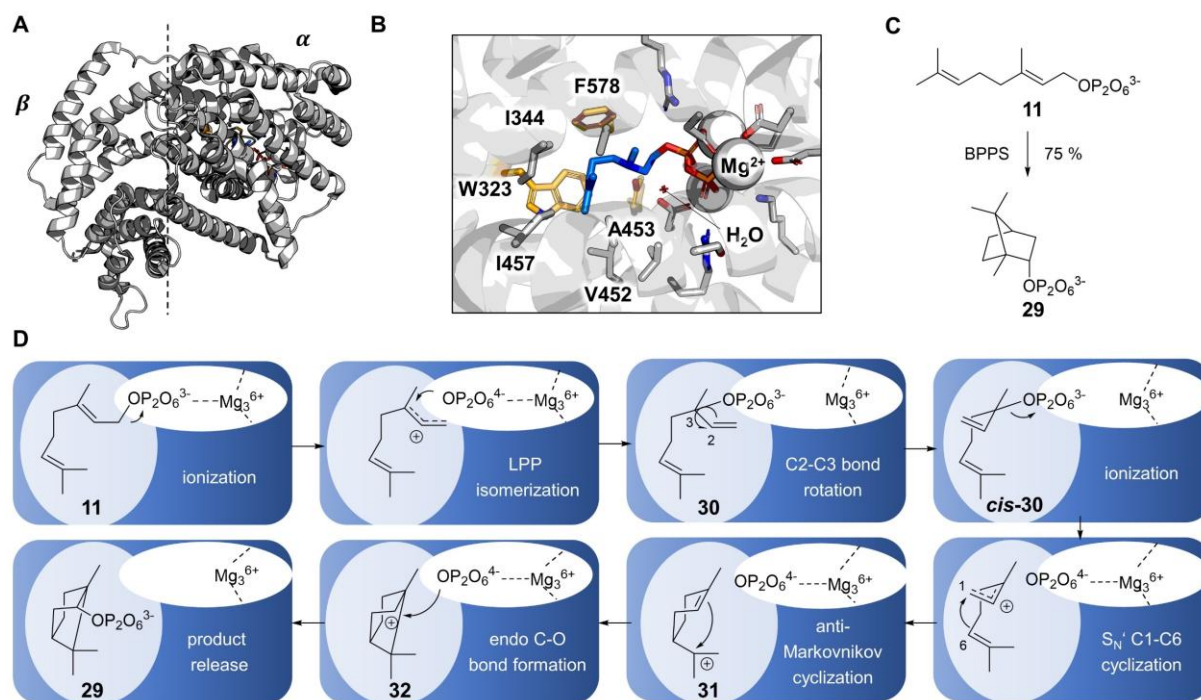 A
α
β
B
F578
I344
W323
Mg²⁺
A453
H₂O
I457
V452
C
OP₂O₆³⁻
11
BPPS 75 %
OP₂O₆³⁻
29
D
OP₂O₆³⁻ Mg₃⁶⁺
ionization
11
OP₂O₆⁴⁻ Mg₃⁶⁺
⊕
LPP
isomerization
OP₂O₆³⁻ Mg₃⁶⁺
3
2
C2-C3 bond
rotation
30
OP₂O₆³⁻ Mg₃⁶⁺
ionization
cis-30
Mg₃⁶⁺
OP₂O₆³⁻
product
release
29
OP₂O₆⁴⁻ Mg₃⁶⁺
⊕
endo C-O
bond formation
32
OP₂O₆⁴⁻ Mg₃⁶⁺
⊕
anti-
Markovnikov
cyclization
31
OP₂O₆⁴⁻ Mg₃⁶⁺
1
⊕
6
S_N' C1-C6
cyclization